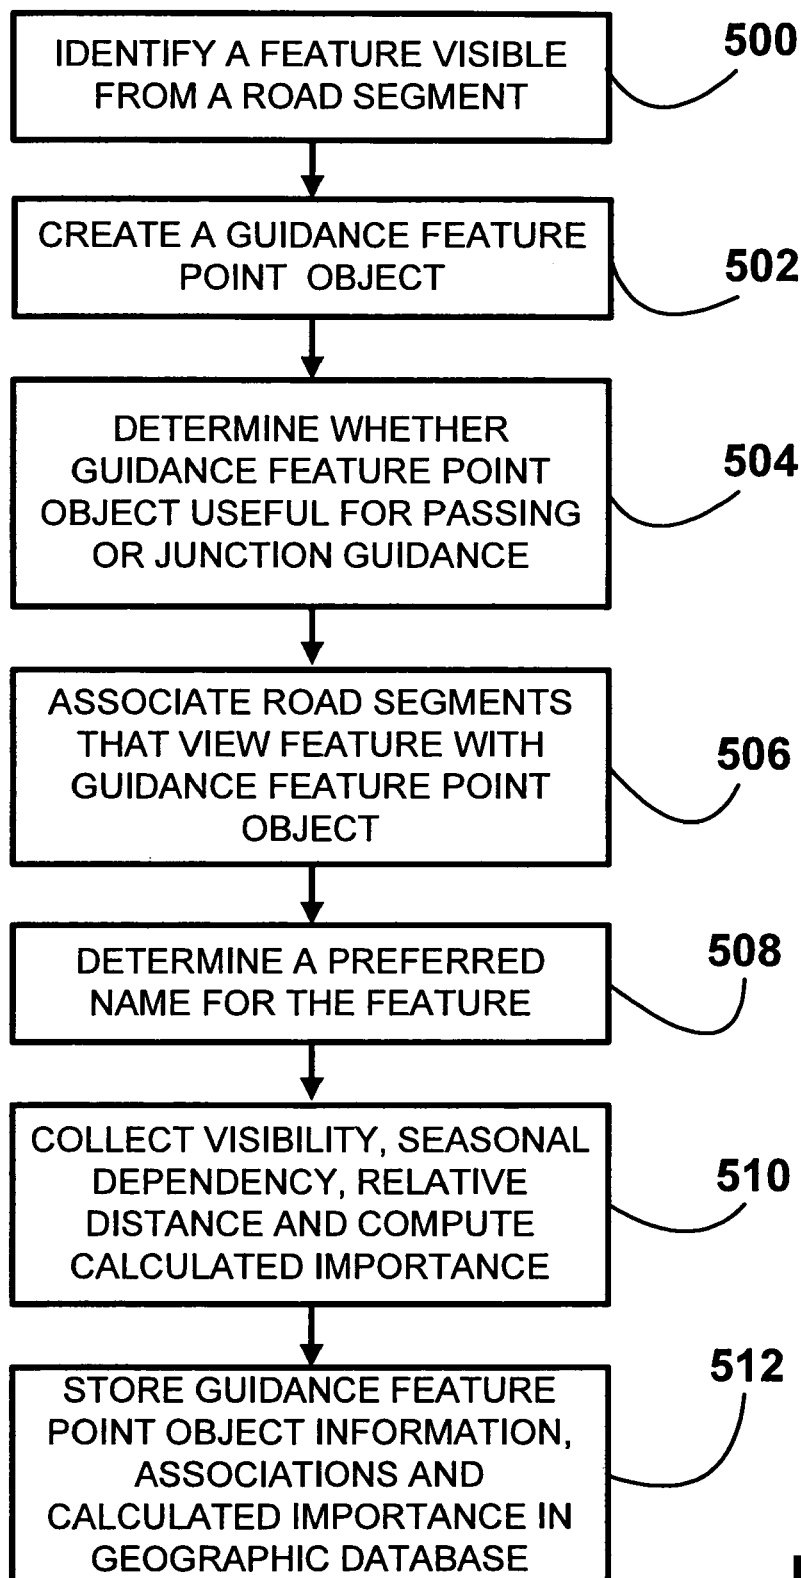 IDENTIFY A FEATURE VISIBLE
FROM A ROAD SEGMENT
500
CREATE A GUIDANCE FEATURE
POINT OBJECT
502
DETERMINE WHETHER
GUIDANCE FEATURE POINT
OBJECT USEFUL FOR PASSING
OR JUNCTION GUIDANCE
504
ASSOCIATE ROAD SEGMENTS
THAT VIEW FEATURE WITH
GUIDANCE FEATURE POINT
OBJECT
506
DETERMINE A PREFERRED
NAME FOR THE FEATURE
508
COLLECT VISIBILITY, SEASONAL
DEPENDENCY, RELATIVE
DISTANCE AND COMPUTE
CALCULATED IMPORTANCE
510
STORE GUIDANCE FEATURE
POINT OBJECT INFORMATION,
ASSOCIATIONS AND
CALCULATED IMPORTANCE IN
GEOGRAPHIC DATABASE
512